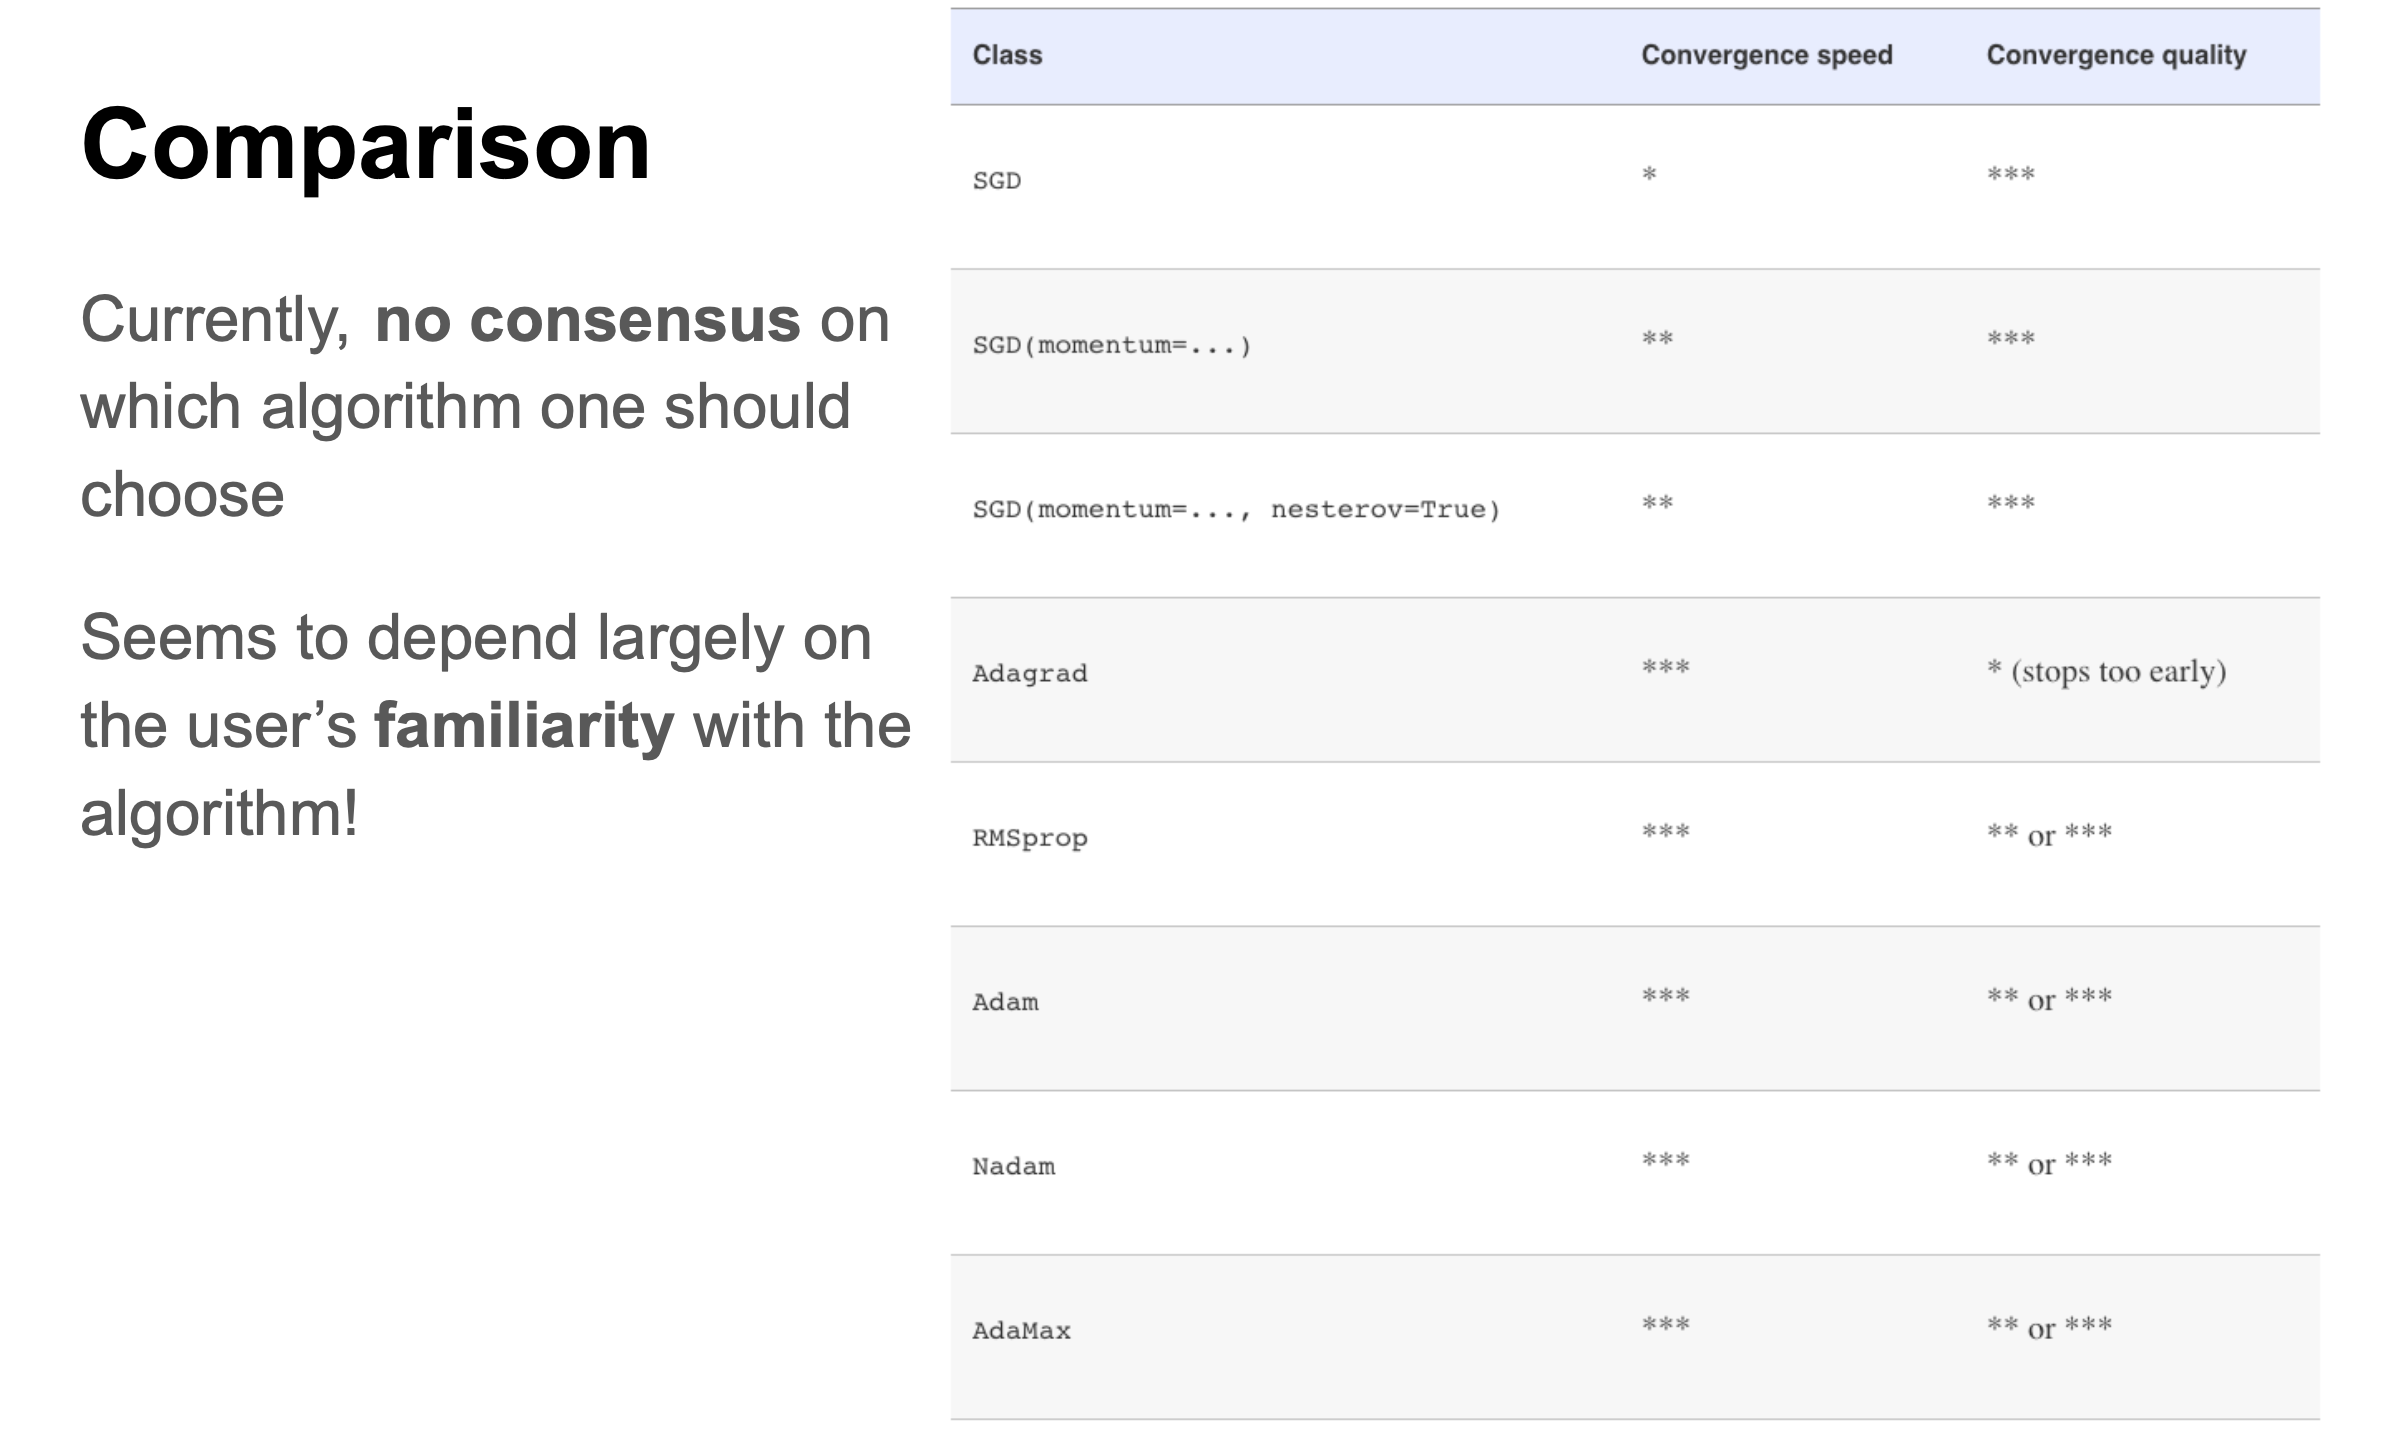 Comparison
Currently, no consensus on
which algorithm one should
choose
Seems to depend largely on
the user’s familiarity with the
algorithm!
Class Convergence speed Convergence quality
SGD * ***
SGD(momentum=...) ** ***
SGD(momentum=..., nesterov=True) ** ***
Adagrad *** * (stops too early)
RMSprop *** ** or ***
Adam *** ** or ***
Nadam *** ** or ***
AdaMax *** ** or ***